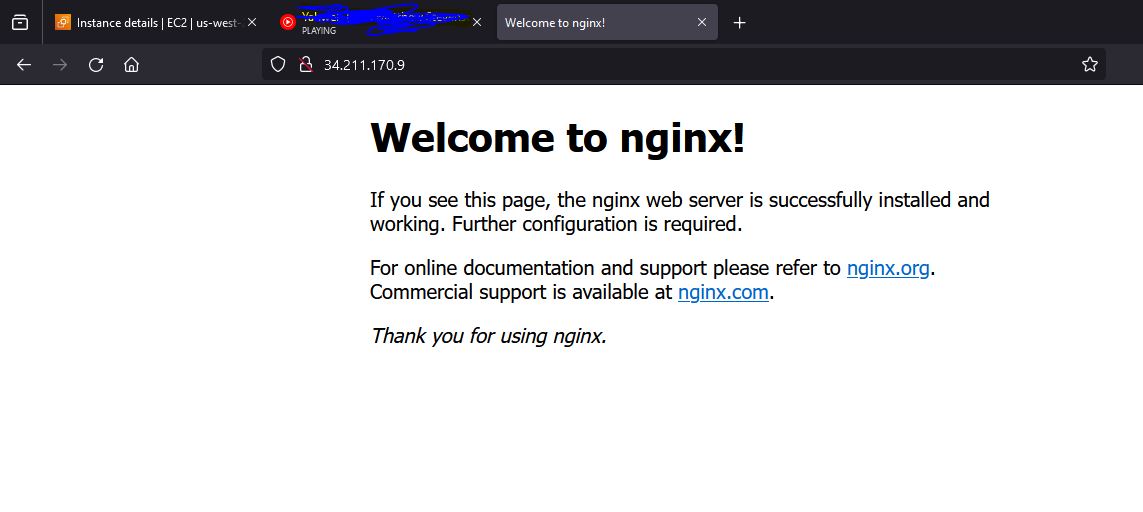 Instance details | EC2 | us-west-
PLAYING
Welcome to nginx!
34.211.170.9
Welcome to nginx!
If you see this page, the nginx web server is successfully installed and
working. Further configuration is required.
For online documentation and support please refer to nginx.org.
Commercial support is available at nginx.com.
Thank you for using nginx.